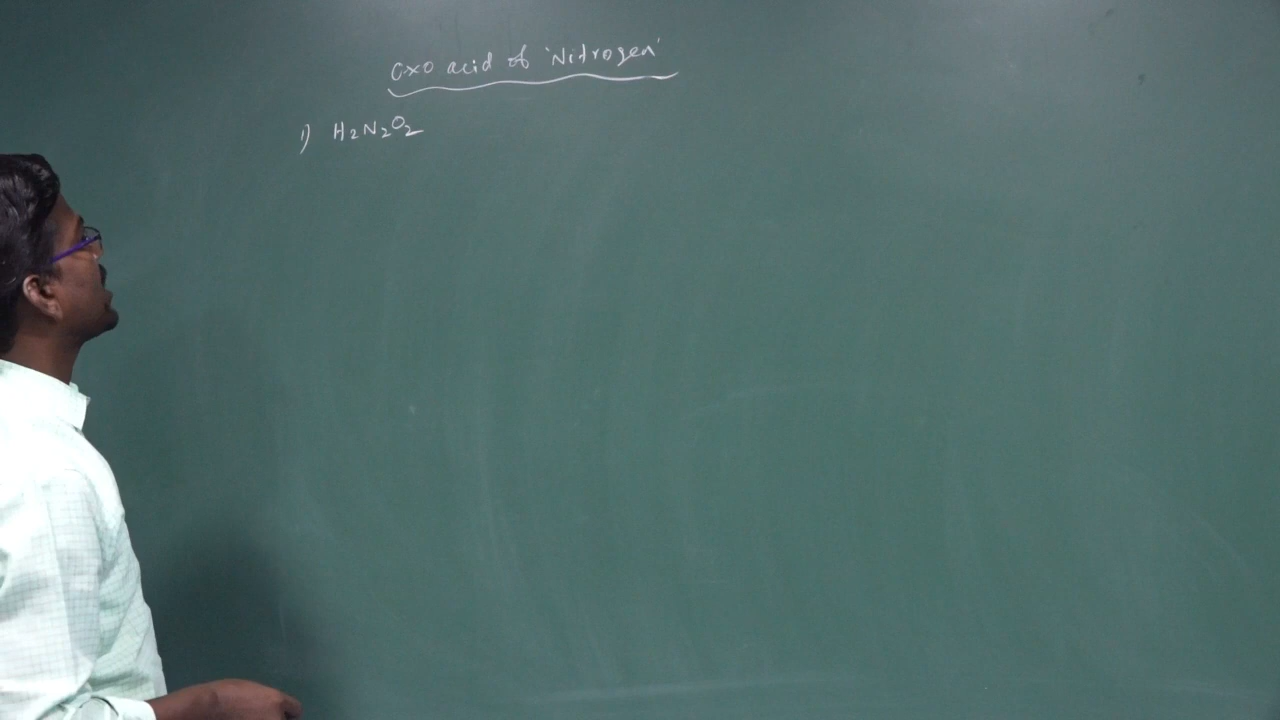 oxo acid of 'Nitrogen'
1) H₂N₂O₂